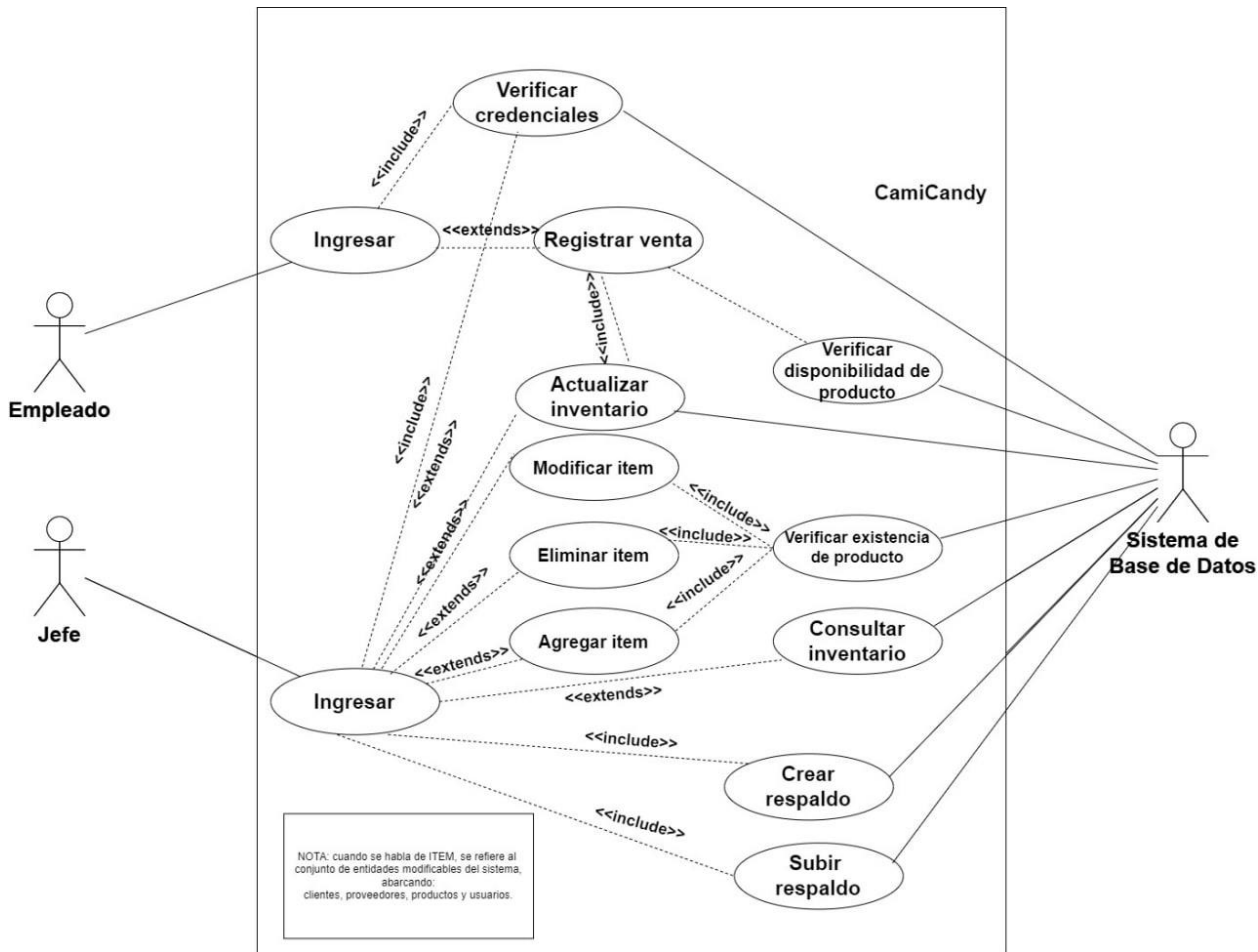 Verificar
credenciales
<<include>>
CamiCandy
Ingresar
<<extends>>
Registrar venta
<<include>>
Verificar
disponibilidad de
producto
Empleado
Actualizar
inventario
<<include>>
<<extends>>
Modificar item
<<include>>
<<extends>>
Eliminar item
<<include>>
Verificar existencia
de producto
Sistema de
Base de Datos
<<extends>>
<<include>>
Jefe
Agregar item
<<extends>>
Consultar
inventario
Ingresar
<<extends>>
<<include>>
Crear
respaldo
<<include>>
Subir
respaldo
NOTA: cuando se habla de ITEM, se refiere al
conjunto de entidades modificables del sistema,
abarcando:
clientes, proveedores, productos y usuarios.